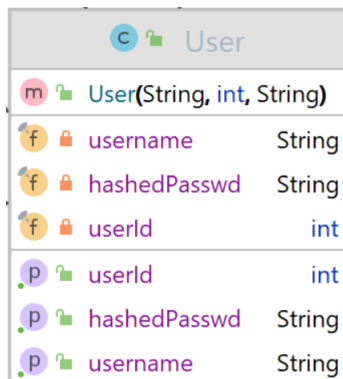 C User
m User(String, int, String)
f username String
f hashedPasswd String
f userId int
p userId int
p hashedPasswd String
p username String